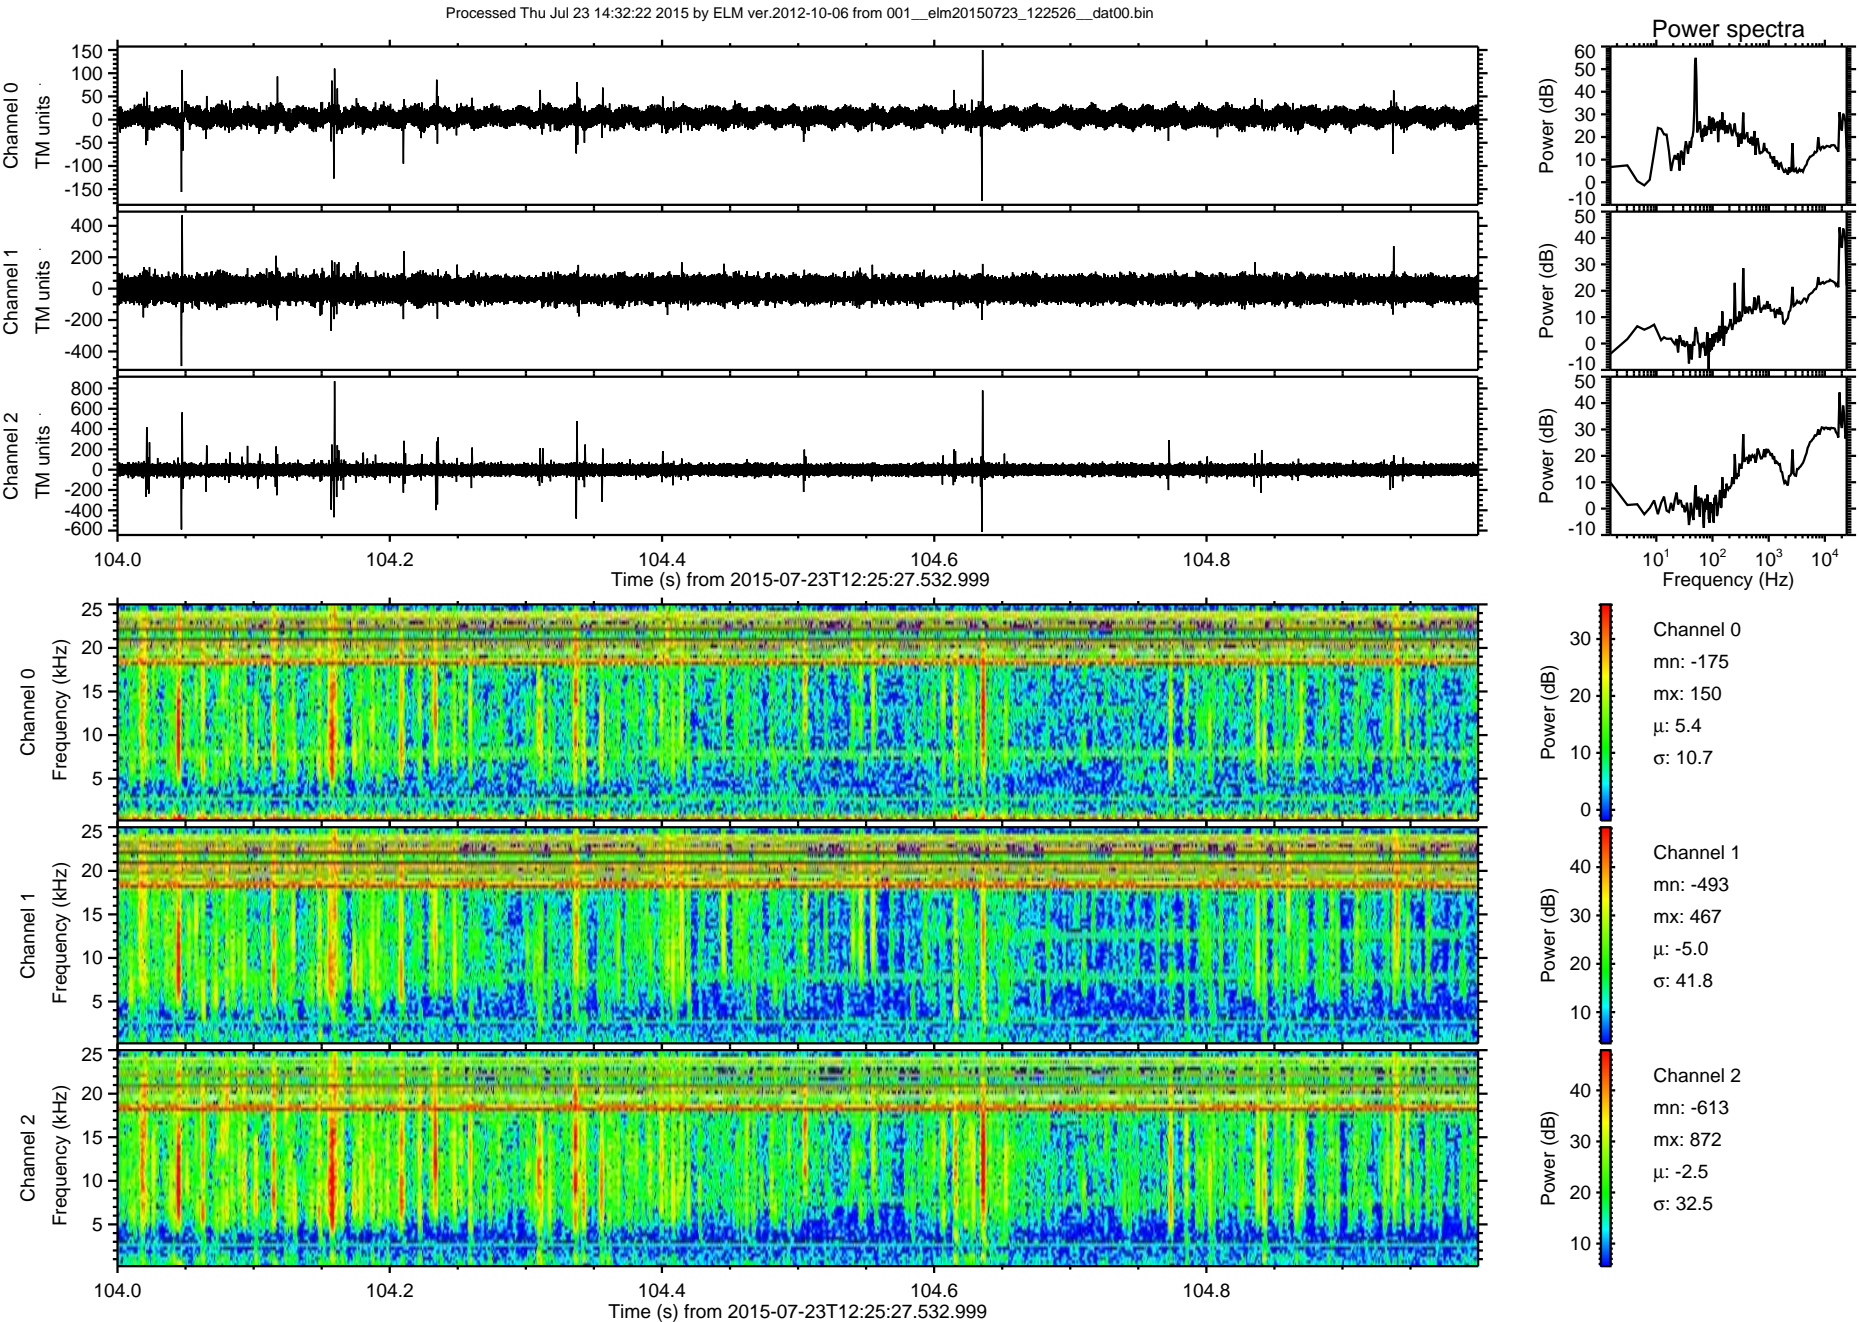 Processed Thu Jul 23 14:32:22 2015 by ELM ver.2012-10-06 from 001__elm20150723_122526__dat00.bin
Power spectra
Channel 0
TM units
150
100
50
0
-50
-100
-150
Power (dB)
60
50
40
30
20
10
0
-10
Channel 1
TM units
400
200
0
-200
-400
Power (dB)
50
40
30
20
10
0
-10
Channel 2
TM units
800
600
400
200
0
-200
-400
-600
Power (dB)
50
40
30
20
10
0
-10
104.0 104.2 104.4 104.6 104.8
Time (s) from 2015-07-23T12:25:27.532.999
10^1 10^2 10^3 10^4
Frequency (Hz)
Channel 0
Frequency (kHz)
25
20
15
10
5
Power (dB)
30
20
10
0
Channel 0
mn: -175
mx: 150
μ: 5.4
σ: 10.7
Channel 1
Frequency (kHz)
25
20
15
10
5
Power (dB)
40
30
20
10
Channel 1
mn: -493
mx: 467
μ: -5.0
σ: 41.8
Channel 2
Frequency (kHz)
25
20
15
10
5
Power (dB)
40
30
20
10
Channel 2
mn: -613
mx: 872
μ: -2.5
σ: 32.5
104.0 104.2 104.4 104.6 104.8
Time (s) from 2015-07-23T12:25:27.532.999